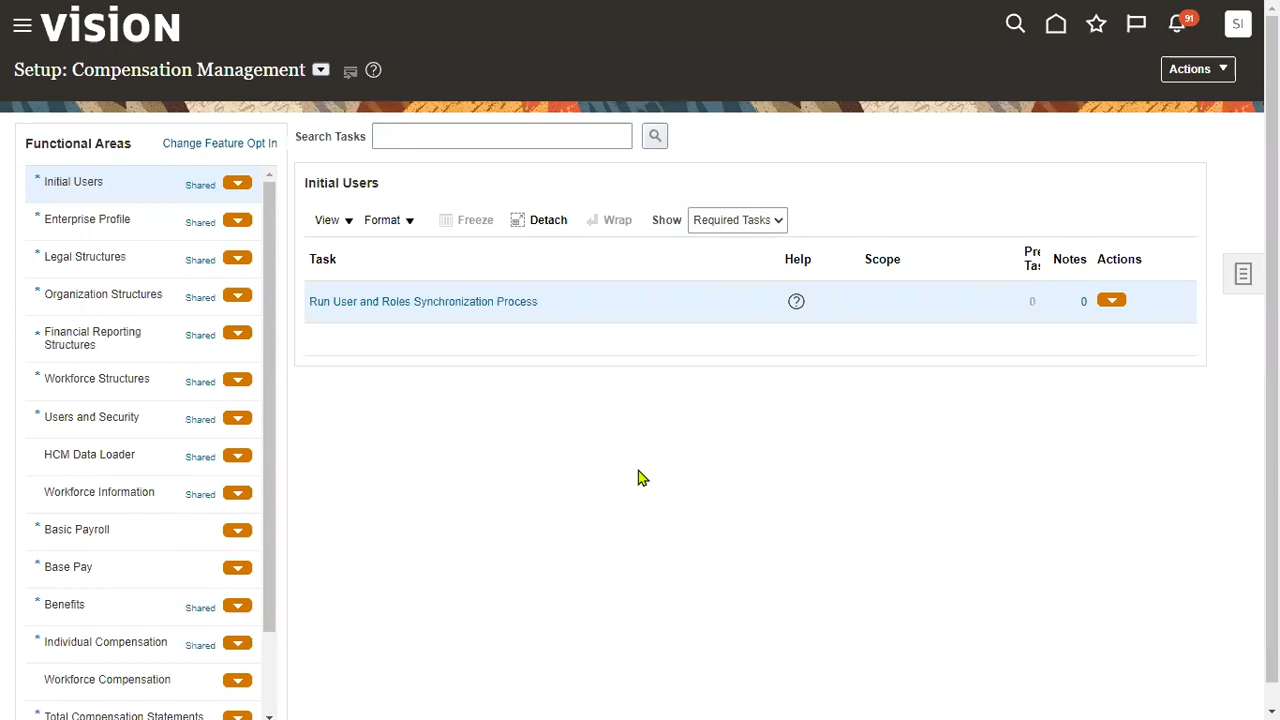 vision
91
SI
Setup: Compensation Management
Actions
Functional Areas
Change Feature Opt In
* Initial Users Shared
* Enterprise Profile Shared
* Legal Structures Shared
* Organization Structures Shared
* Financial Reporting
Structures
Shared
* Workforce Structures Shared
* Users and Security Shared
HCM Data Loader Shared
Workforce Information Shared
* Basic Payroll
* Base Pay
* Benefits Shared
* Individual Compensation Shared
Workforce Compensation
Total Compensation Statements
Search Tasks
Initial Users
View Format Freeze Detach Wrap Show Required Tasks
Task Help Scope Pre Notes Actions
Tas
Run User and Roles Synchronization Process ? 0 0